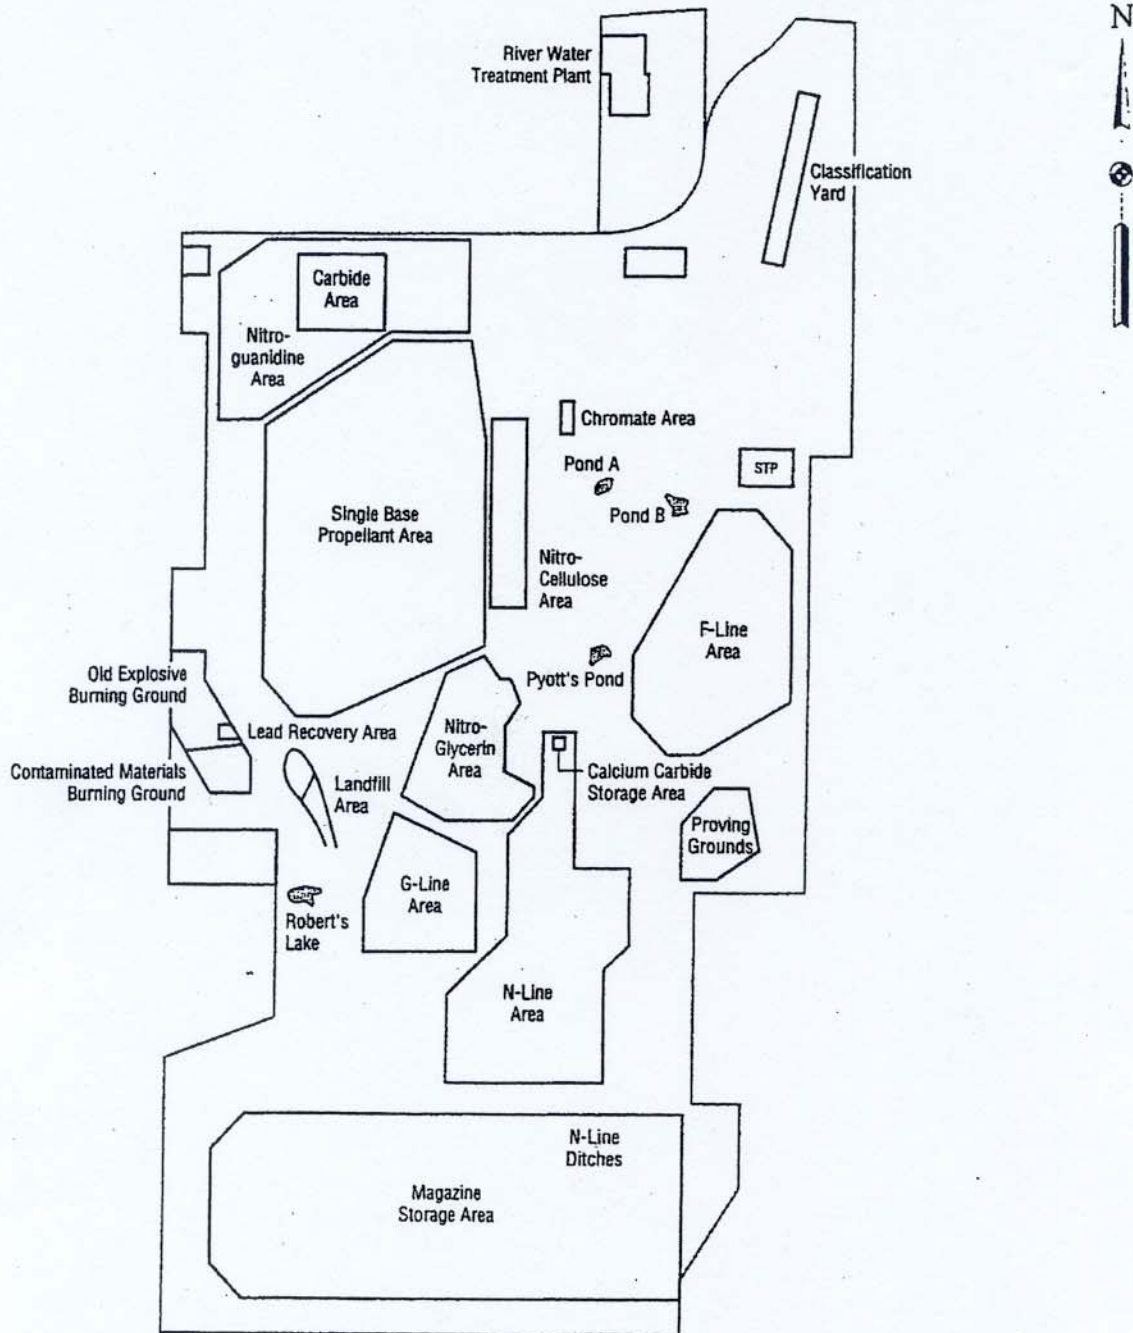 N
River Water
Treatment Plant
Classification
Yard
Carbide
Area
Nitro-
guanidine
Area
Chromate Area
Pond A
STP
Pond B
Single Base
Propellant Area
Nitro-
Cellulose
Area
F-Line
Area
Old Explosive
Burning Ground
Pyott's Pond
Lead Recovery Area
Nitro-
Glycerin
Area
Contaminated Materials
Burning Ground
Landfill
Area
Calcium Carbide
Storage Area
Proving
Grounds
G-Line
Area
Robert's
Lake
N-Line
Area
N-Line
Ditches
Magazine
Storage Area